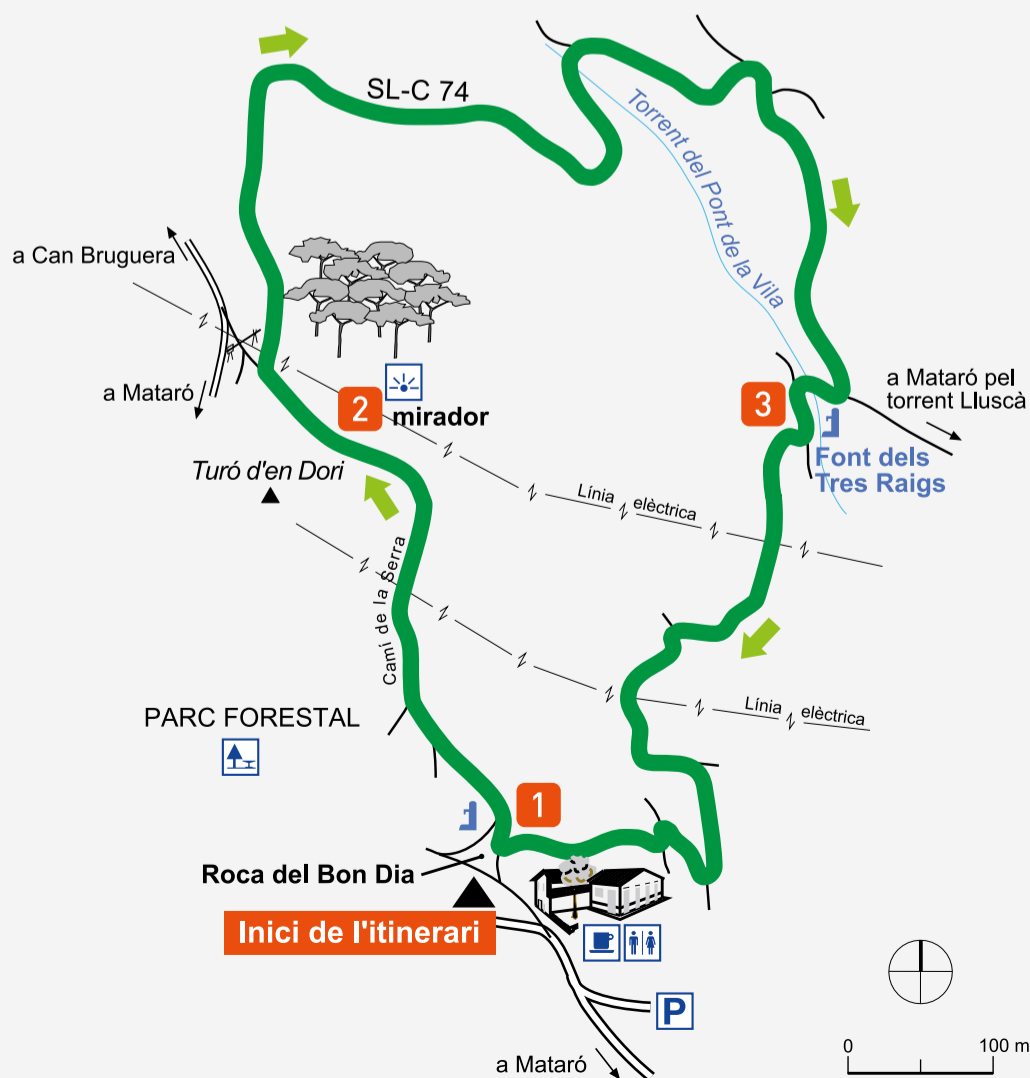 SL-C 74
Torrent del Pont de la Vila
a Can Bruguera
a Mataró
2
mirador
3
a Mataró pel
torrent Lluscà
Font dels
Tres Raigs
Turó d'en Dori
Línia elèctrica
Camí de la Serra
Línia elèctrica
PARC FORESTAL
1
Roca del Bon Dia
Inici de l'itinerari
P
a Mataró
0 100 m